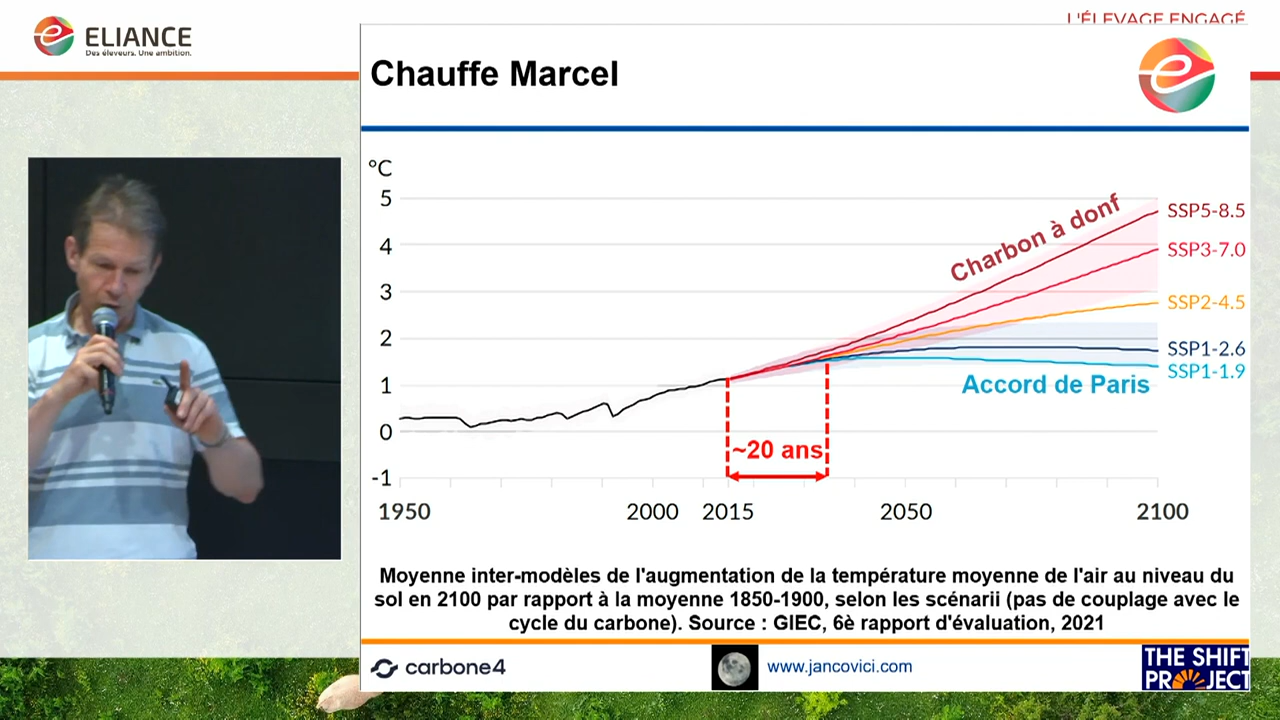 L'ÉLEVAGE ENGAGÉ
ELIANCE
Des éleveurs. Une ambition.
Chauffe Marcel
°C
5
4
3
2
1
0
-1
Charbon à donf
SSP5-8.5
SSP3-7.0
SSP2-4.5
SSP1-2.6
SSP1-1.9
Accord de Paris
~20 ans
1950 2000 2015 2050 2100
Moyenne inter-modèles de l'augmentation de la température moyenne de l'air au niveau du
sol en 2100 par rapport à la moyenne 1850-1900, selon les scénarii (pas de couplage avec le
cycle du carbone). Source : GIEC, 6è rapport d'évaluation, 2021
carbone4
www.jancovici.com
THE SHIFT
PROJECT